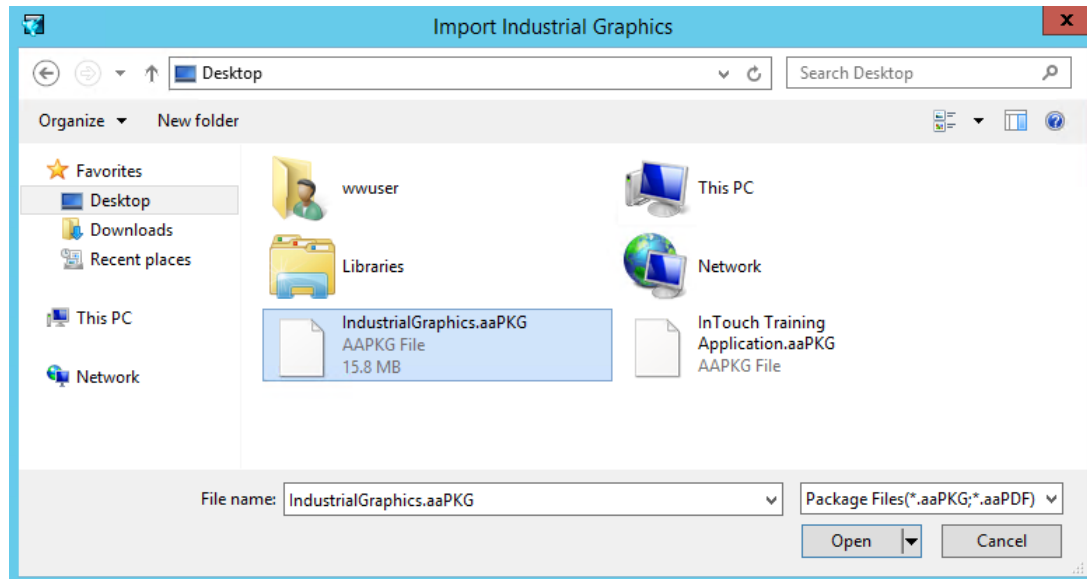 Import Industrial Graphics
x
Desktop
Search Desktop
Organize
New folder
Favorites
Desktop
Downloads
Recent places
This PC
Network
wwuser
This PC
Libraries
Network
IndustrialGraphics.aaPKG
AAPKG File
15.8 MB
InTouch Training
Application.aaPKG
AAPKG File
File name:
IndustrialGraphics.aaPKG
Package Files(*.aaPKG;*.aaPDF)
Open
Cancel